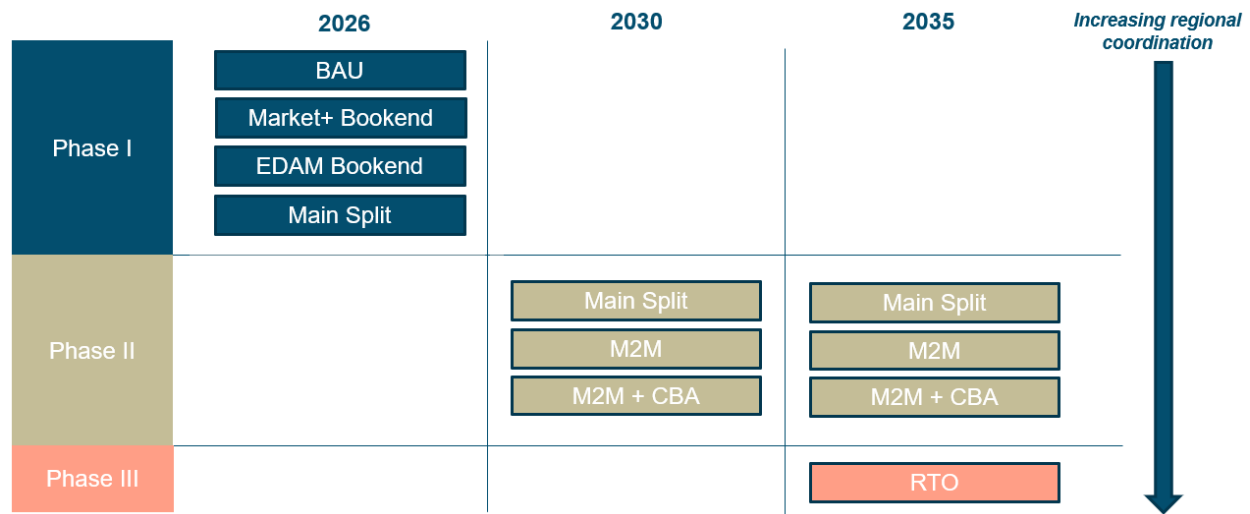 2026
2030
2035
Increasing regional
coordination
Phase I
BAU
Market+ Bookend
EDAM Bookend
Main Split
Phase II
Main Split
M2M
M2M + CBA
Main Split
M2M
M2M + CBA
Phase III
RTO